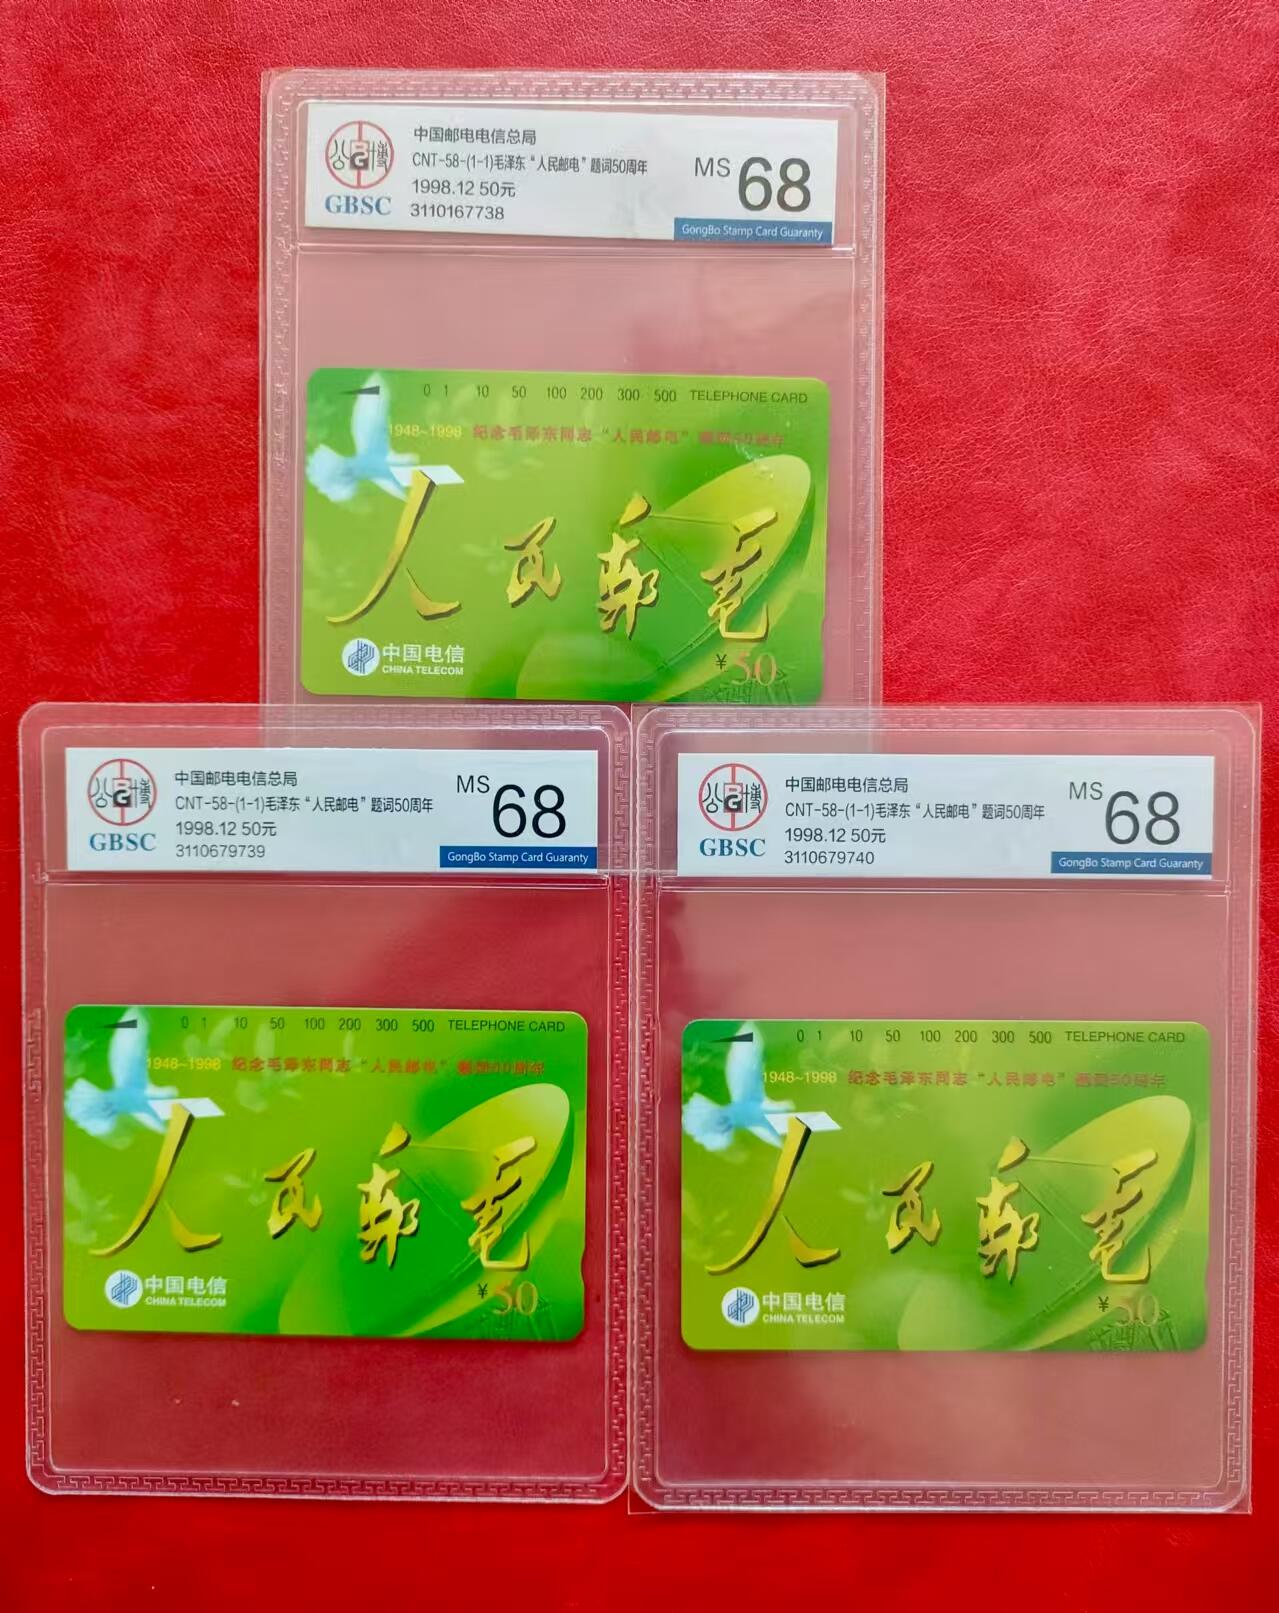 公博
GBSC
中国邮电电信总局
CNT-58-(1-1)毛泽东“人民邮电”题词50周年
1998.12 50元
3110167738
MS 68
GongBo Stamp Card Guaranty
0 1 10 50 100 200 300 500 TELEPHONE CARD
1948~1998 纪念毛泽东同志“人民邮电”题词50周年
人民邮电
中国电信
CHINA TELECOM
¥50
公博
GBSC
中国邮电电信总局
CNT-58-(1-1)毛泽东“人民邮电”题词50周年
1998.12 50元
3110679739
MS 68
GongBo Stamp Card Guaranty
0 1 10 50 100 200 300 500 TELEPHONE CARD
1948~1998 纪念毛泽东同志“人民邮电”题词50周年
人民邮电
中国电信
CHINA TELECOM
¥50
公博
GBSC
中国邮电电信总局
CNT-58-(1-1)毛泽东“人民邮电”题词50周年
1998.12 50元
3110679740
MS 68
GongBo Stamp Card Guaranty
0 1 10 50 100 200 300 500 TELEPHONE CARD
1948~1998 纪念毛泽东同志“人民邮电”题词50周年
人民邮电
中国电信
CHINA TELECOM
¥50